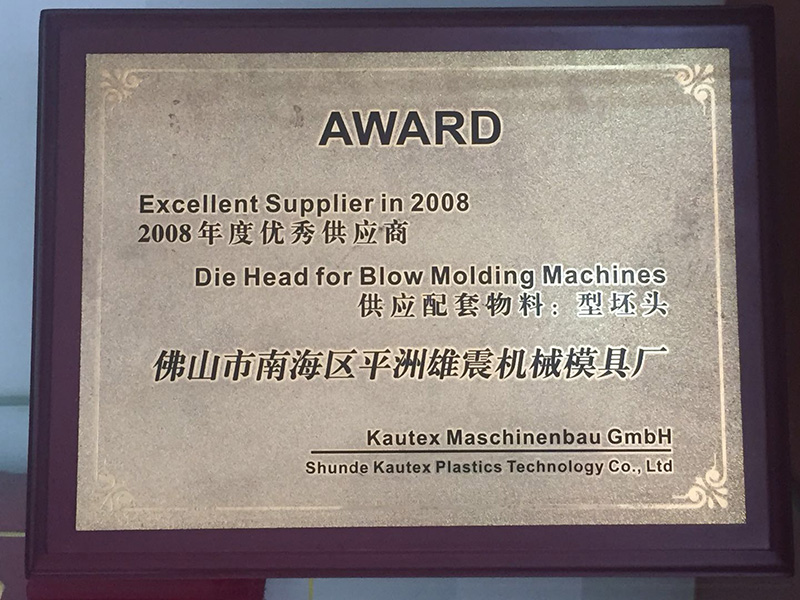 AWARD
Excellent Supplier in 2008
2008年度优秀供应商
Die Head for Blow Molding Machines
供应配套物料：型坯头
佛山市南海区平洲雄震机械模具厂
Kautex Maschinenbau GmbH
Shunde Kautex Plastics Technology Co., Ltd